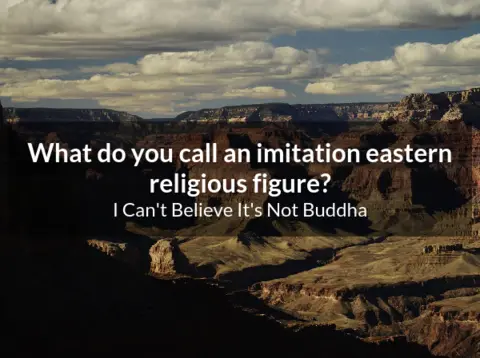 What do you call an imitation eastern
religious figure?
I Can't Believe It's Not Buddha